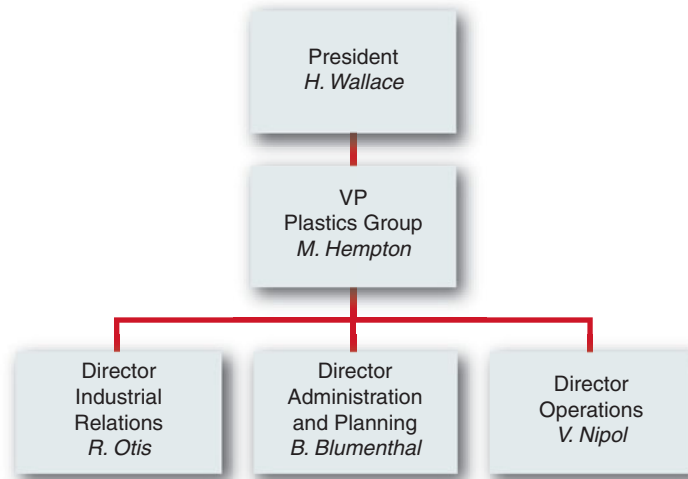 President
H. Wallace
VP
Plastics Group
M. Hempton
Director
Industrial
Relations
R. Otis
Director
Administration
and Planning
B. Blumenthal
Director
Operations
V. Nipol